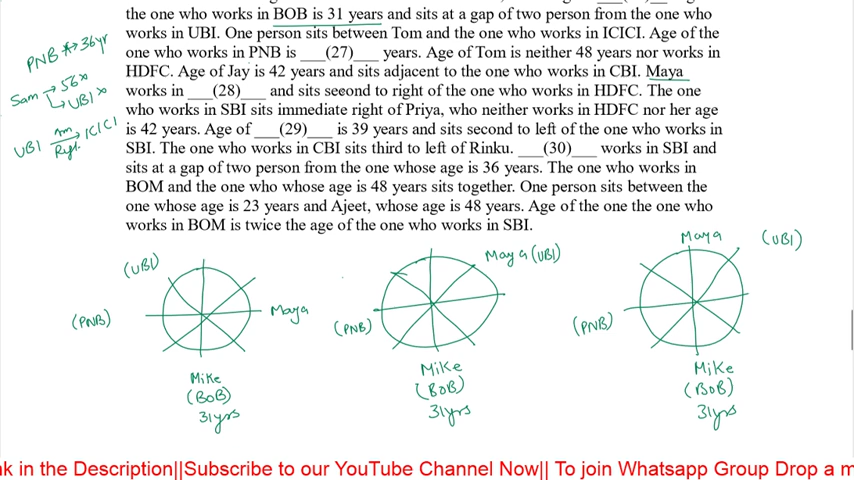 the one who works in BOB is 31 years and sits at a gap of two person from the one who
works in UBI. One person sits between Tom and the one who works in ICICI. Age of the
one who works in PNB is ___(27)___ years. Age of Tom is neither 48 years nor works in
HDFC. Age of Jay is 42 years and sits adjacent to the one who works in CBI. Maya
works in ___(28)___ and sits seeond to right of the one who works in HDFC. The one
who works in SBI sits immediate right of Priya, who neither works in HDFC nor her age
is 42 years. Age of ___(29)___ is 39 years and sits second to left of the one who works in
SBI. The one who works in CBI sits third to left of Rinku. ___(30)___ works in SBI and
sits at a gap of two person from the one whose age is 36 years. The one who works in
BOM and the one who whose age is 48 years sits together. One person sits between the
one whose age is 23 years and Ajeet, whose age is 48 years. Age of the one the one who
works in BOM is twice the age of the one who works in SBI.
PNB 36yr
Sam → 56x
→ UBI x
UBI ICICI
Ryt.
(UBI)
(PNB)
Maya
Mike
(BoB)
31yrs
Maya (UBI)
(PNB)
Mike
(BoB)
31yrs
Maya
(UBI)
(PNB)
Mike
(BoB)
31yrs
k in the Description||Subscribe to our YouTube Channel Now|| To join Whatsapp Group Drop a m